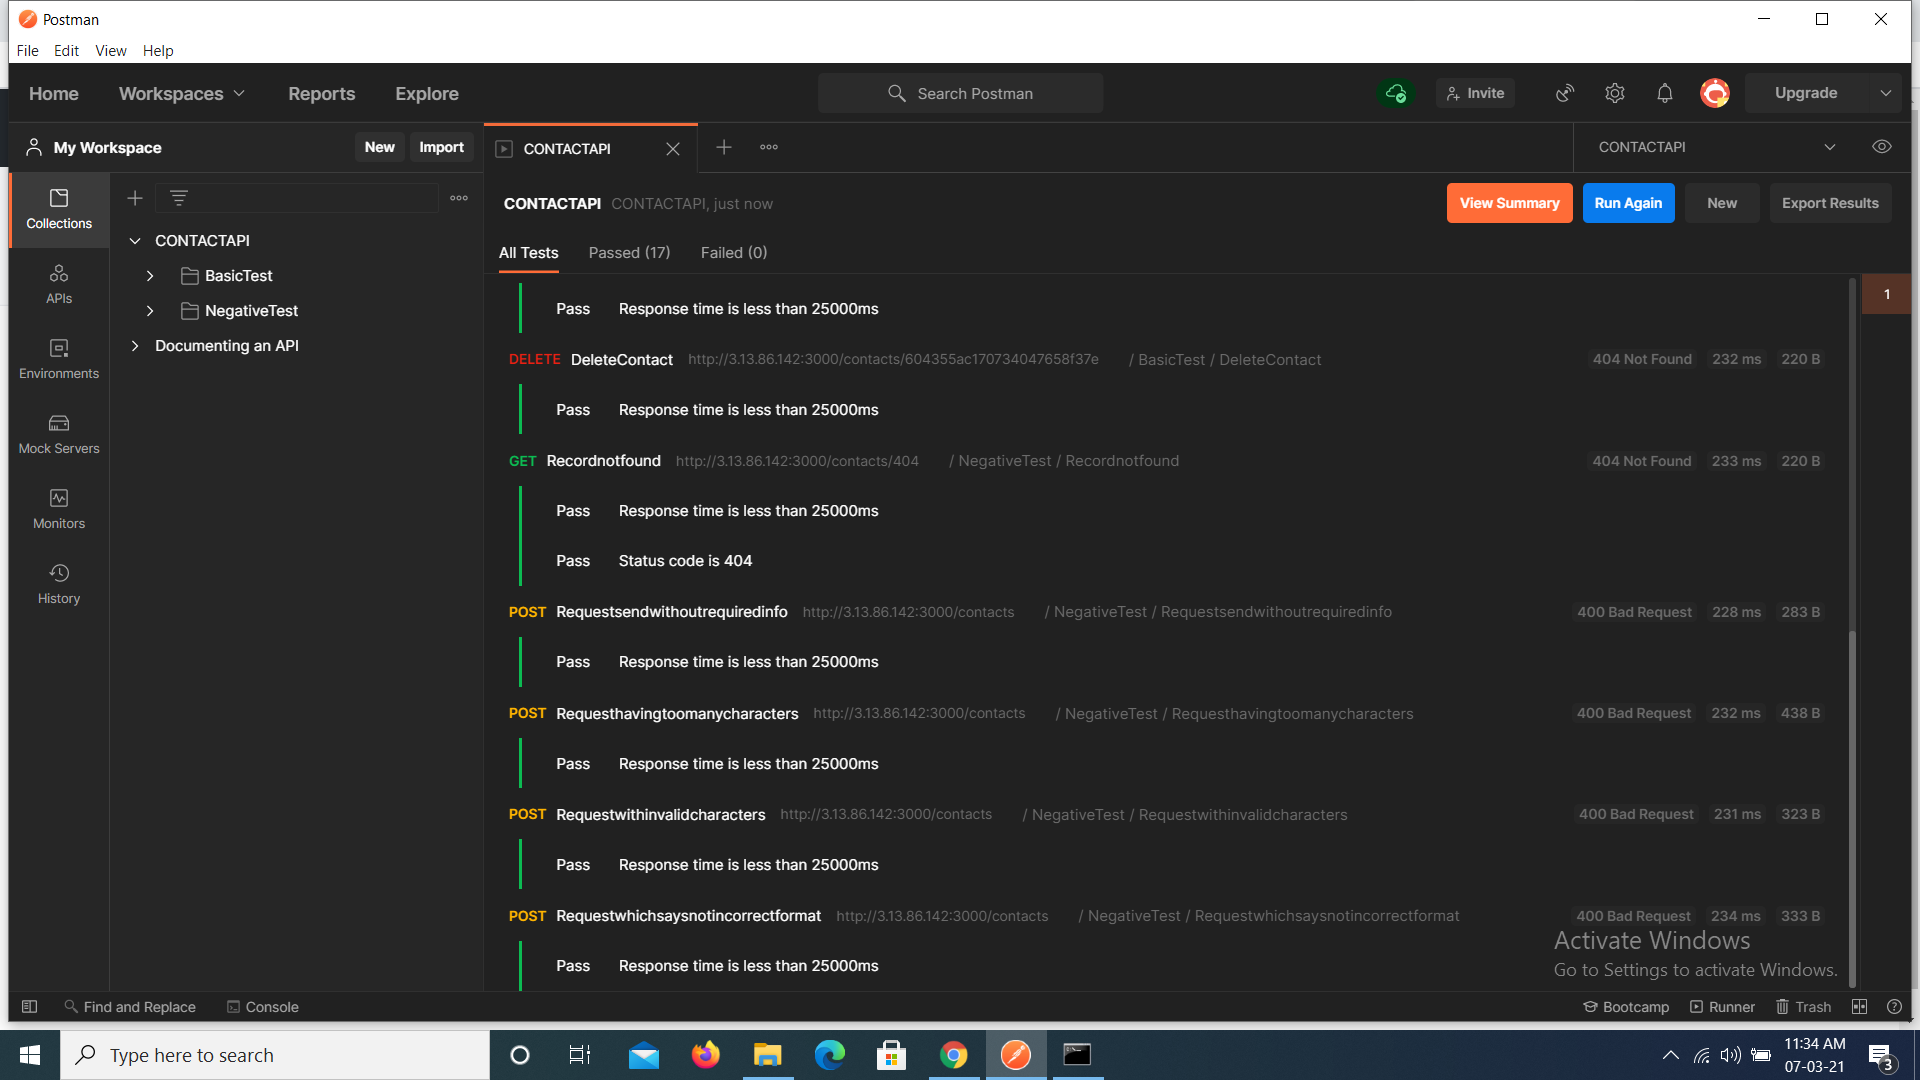 Postman
File Edit View Help
Home Workspaces Reports Explore Search Postman Invite Upgrade
My Workspace New Import CONTACTAPI CONTACTAPI
CONTACTAPI CONTACTAPI, just now View Summary Run Again New Export Results
Collections
APIs
Environments
Mock Servers
Monitors
History
CONTACTAPI
BasicTest
NegativeTest
Documenting an API
All Tests Passed (17) Failed (0)
1
Pass Response time is less than 25000ms
DELETE DeleteContact http://3.13.86.142:3000/contacts/604355ac170734047658f37e / BasicTest / DeleteContact 404 Not Found 232 ms 220 B
Pass Response time is less than 25000ms
GET Recordnotfound http://3.13.86.142:3000/contacts/404 / NegativeTest / Recordnotfound 404 Not Found 233 ms 220 B
Pass Response time is less than 25000ms
Pass Status code is 404
POST Requestsendwithoutrequiredinfo http://3.13.86.142:3000/contacts / NegativeTest / Requestsendwithoutrequiredinfo 400 Bad Request 228 ms 283 B
Pass Response time is less than 25000ms
POST Requesthavingtoomanycharacters http://3.13.86.142:3000/contacts / NegativeTest / Requesthavingtoomanycharacters 400 Bad Request 232 ms 438 B
Pass Response time is less than 25000ms
POST Requestwithinvalidcharacters http://3.13.86.142:3000/contacts / NegativeTest / Requestwithinvalidcharacters 400 Bad Request 231 ms 323 B
Pass Response time is less than 25000ms
POST Requestwhichsaysnotincorrectformat http://3.13.86.142:3000/contacts / NegativeTest / Requestwhichsaysnotincorrectformat 400 Bad Request 234 ms 333 B
Pass Response time is less than 25000ms
Activate Windows
Go to Settings to activate Windows.
Find and Replace Console Bootcamp Runner Trash
Type here to search
11:34 AM
07-03-21
3